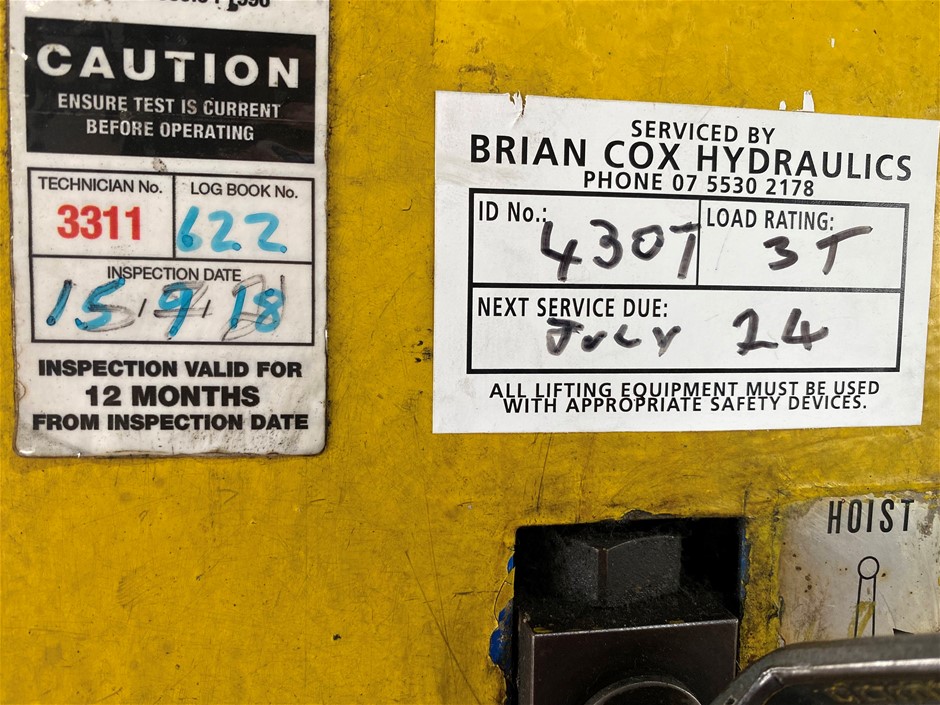 CAUTION
ENSURE TEST IS CURRENT
BEFORE OPERATING
TECHNICIAN No.
3311
LOG BOOK No.
622
INSPECTION DATE
15/9/18
INSPECTION VALID FOR
12 MONTHS
FROM INSPECTION DATE
SERVICED BY
BRIAN COX HYDRAULICS
PHONE 07 5530 2178
ID No.: 430T
LOAD RATING:
3T
NEXT SERVICE DUE:
JULY 24
ALL LIFTING EQUIPMENT MUST BE USED
WITH APPROPRIATE SAFETY DEVICES.
HOIST